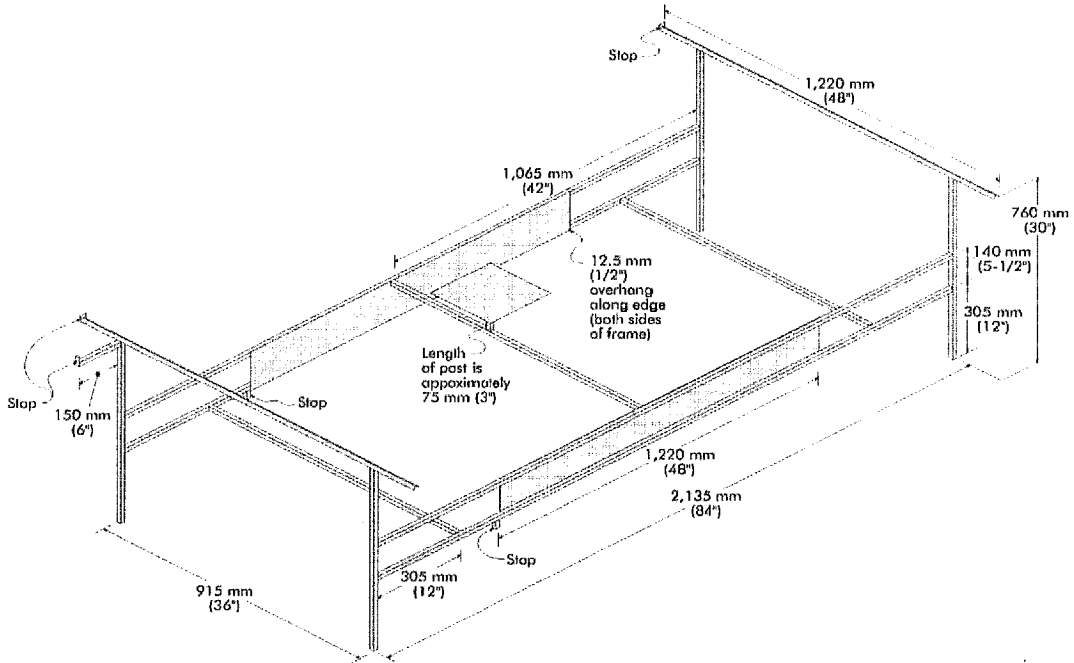 Stop
1,220 mm
(48")
1,065 mm
(42")
760 mm
(30")
140 mm
(5-1/2")
12.5 mm
(1/2")
overhang
along edge
(both sides
of frame)
305 mm
(12")
Length
of post is
appoximately
75 mm (3")
Stop
150 mm
(6")
Stop
1,220 mm
(48")
2,135 mm
(84")
Stop
305 mm
(12")
915 mm
(36")